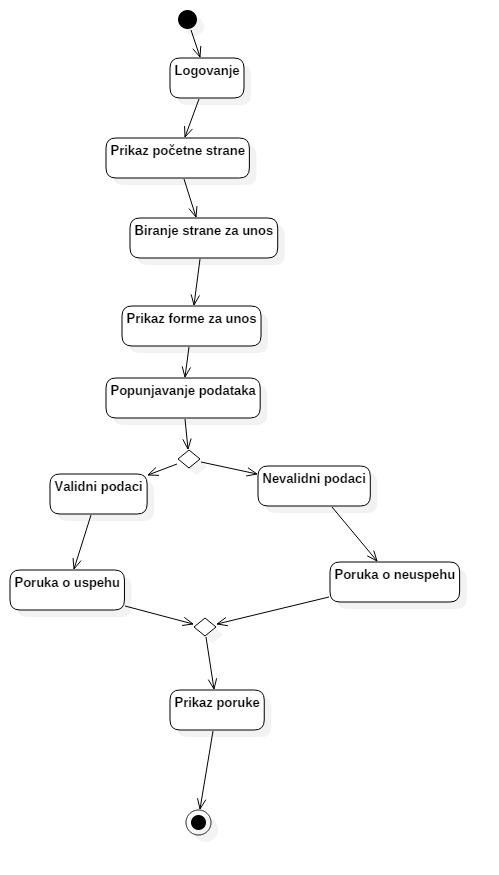 Logovanje
Prikaz početne strane
Biranje strane za unos
Prikaz forme za unos
Popunjavanje podataka
Validni podaci
Nevalidni podaci
Poruka o uspehu
Poruka o neuspehu
Prikaz poruke